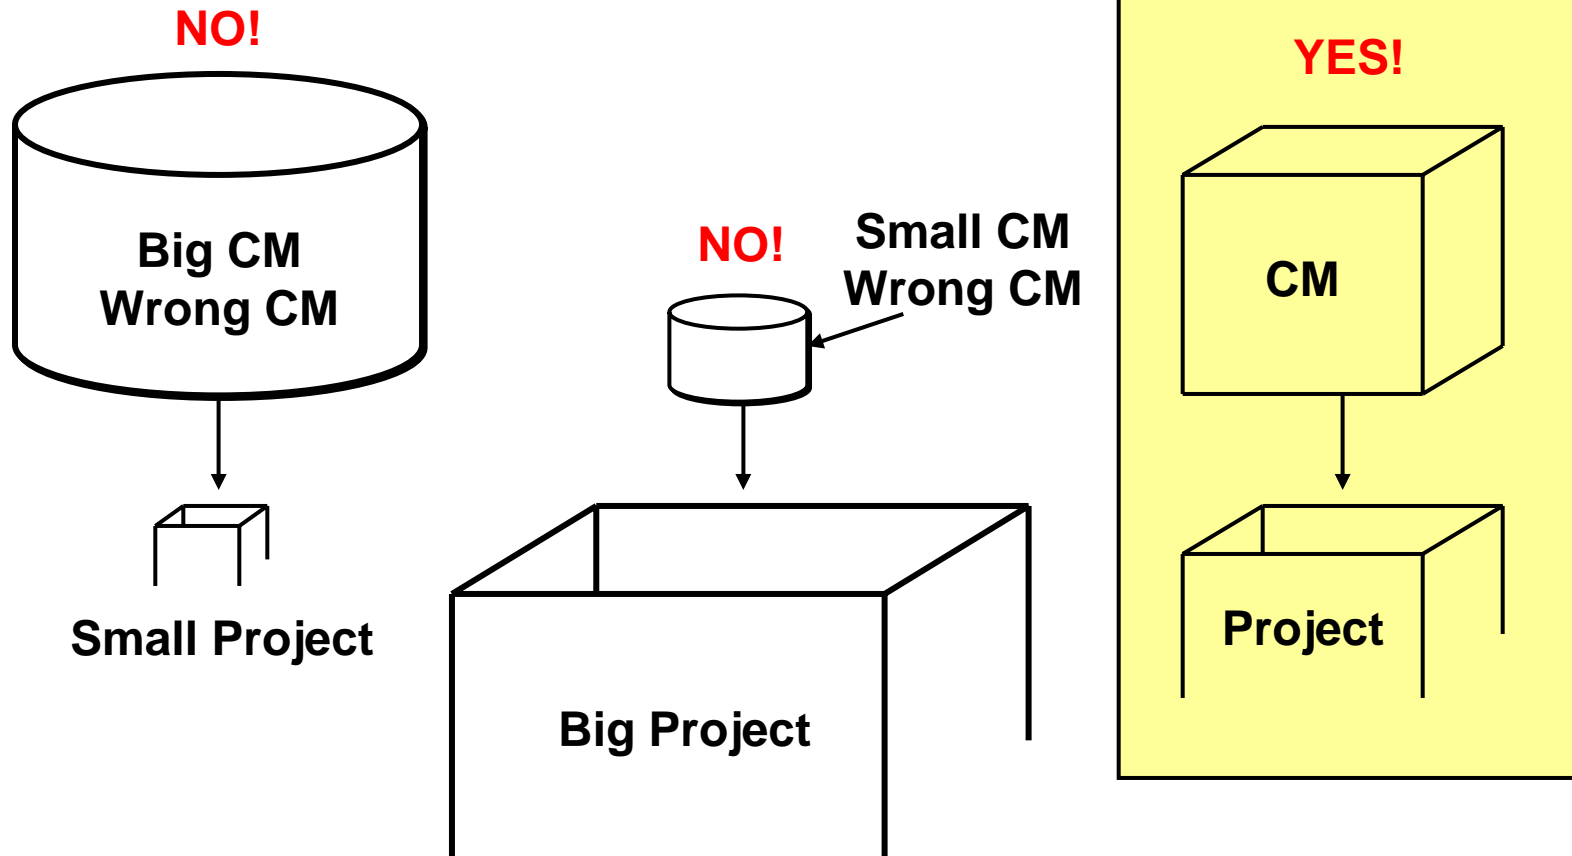 NO!
Big CM
Wrong CM
Small Project
NO!
Small CM
Wrong CM
Big Project
YES!
CM
Project